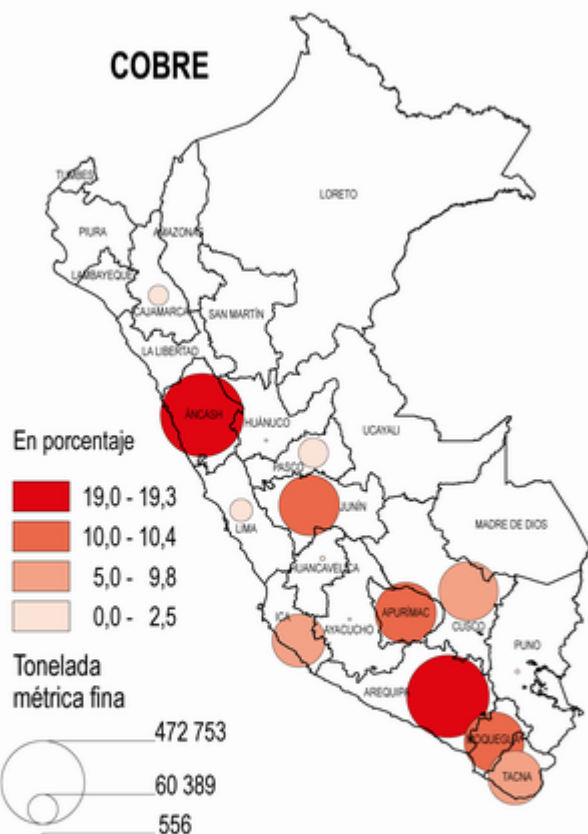 COBRE
TUMBES
LORETO
PIURA
AMAZONAS
LAMBAYEQUE
CAJAMARCA
SAN MARTÍN
LA LIBERTAD
ÁNCASH
HUÁNUCO
UCAYALI
PASCO
LIMA
JUNÍN
MADRE DE DIOS
HUANCAVELICA
ICA
AYACUCHO
APURÍMAC
CUSCO
PUNO
AREQUIPA
MOQUEGUA
TACNA
En porcentaje
19,0 - 19,3
10,0 - 10,4
5,0 - 9,8
0,0 - 2,5
Tonelada
métrica fina
472 753
60 389
556